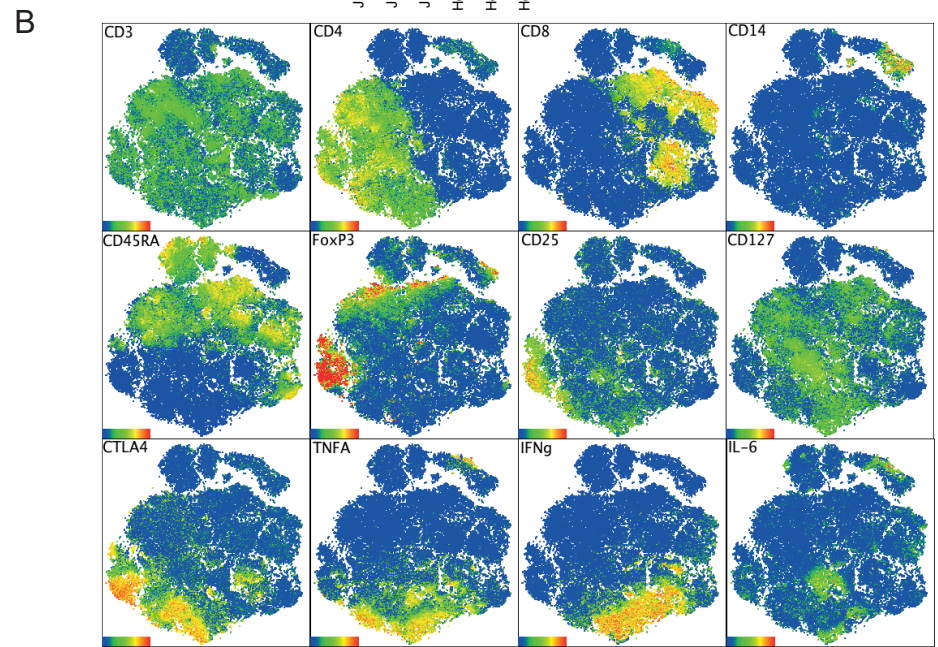 B
J J J H H H
CD3 CD4 CD8 CD14
CD45RA FoxP3 CD25 CD127
CTLA4 TNFA IFNg IL-6